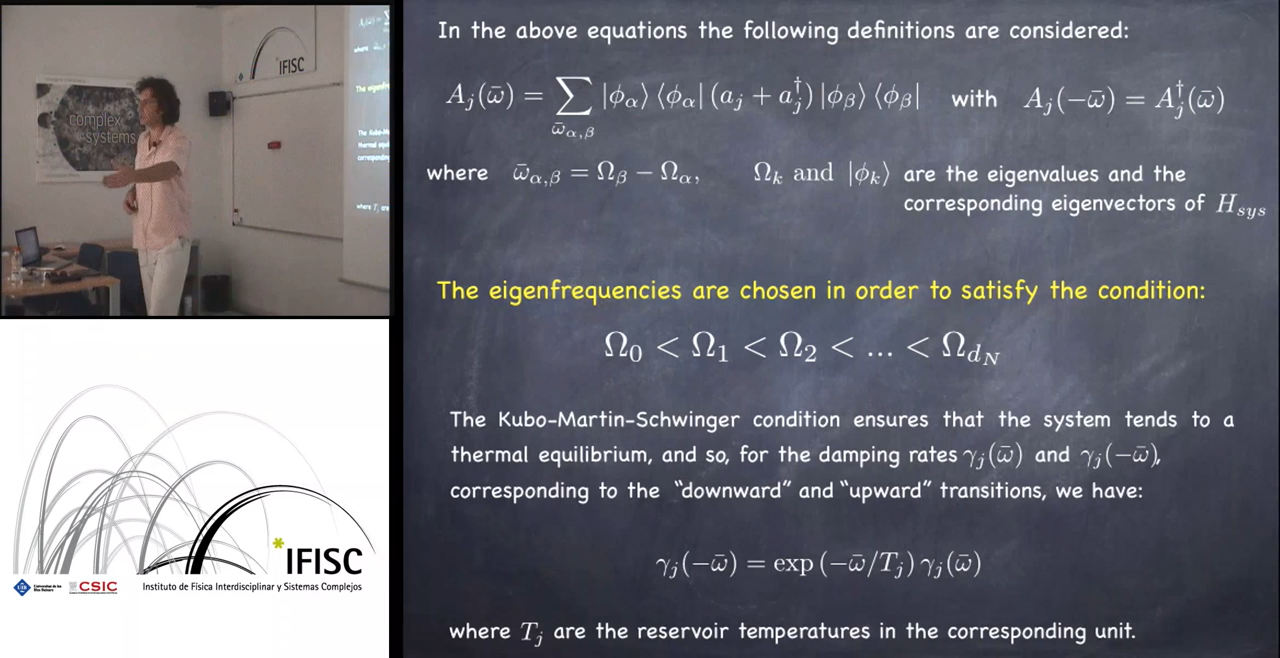 In the above equations the following definitions are considered:
A_j(ω̄) = ∑_{ω̄_{α,β}} |ϕ_α⟩ ⟨ϕ_α| (a_j + a_j^†) |ϕ_β⟩ ⟨ϕ_β| with A_j(−ω̄) = A_j^†(ω̄)
where ω̄_{α,β} = Ω_β − Ω_α, Ω_k and |ϕ_k⟩ are the eigenvalues and the
corresponding eigenvectors of H_{sys}
The eigenfrequencies are chosen in order to satisfy the condition:
Ω_0 < Ω_1 < Ω_2 < ... < Ω_{d_N}
The Kubo-Martin-Schwinger condition ensures that the system tends to a
thermal equilibrium, and so, for the damping rates γ_j(ω̄) and γ_j(−ω̄),
corresponding to the “downward” and “upward” transitions, we have:
γ_j(−ω̄) = exp (−ω̄/T_j) γ_j(ω̄)
where T_j are the reservoir temperatures in the corresponding unit.
IFISC
complex
systems
*IFISC
UIB
CSIC
Instituto de Física Interdisciplinar y Sistemas Complejos